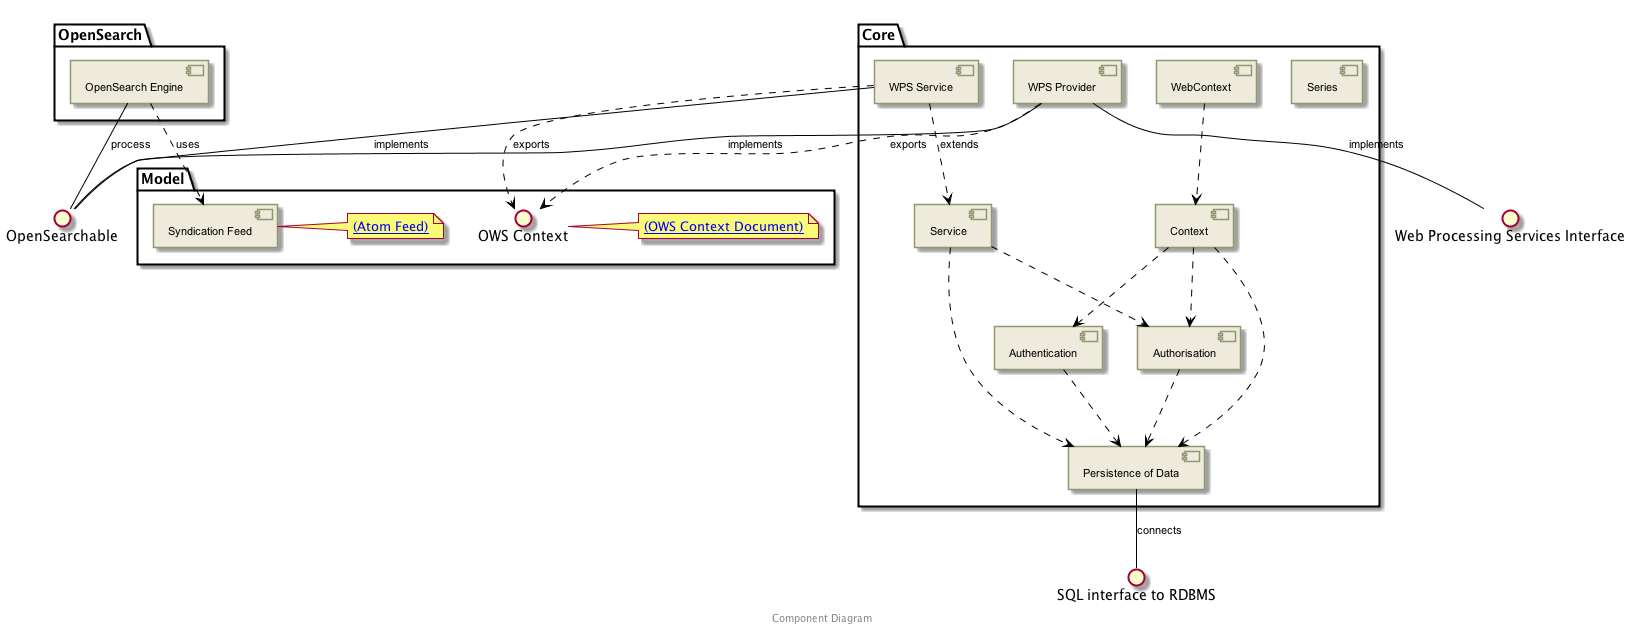 OpenSearch
Core
OpenSearch Engine
WPS Service
WPS Provider
WebContext
Series
process
uses
implements
exports
implements
exports
extends
implements
Model
Syndication Feed
(Atom Feed)
OWS Context
(OWS Context Document)
OpenSearchable
Service
Context
Web Processing Services Interface
Authentication
Authorisation
Persistence of Data
connects
SQL interface to RDBMS
Component Diagram